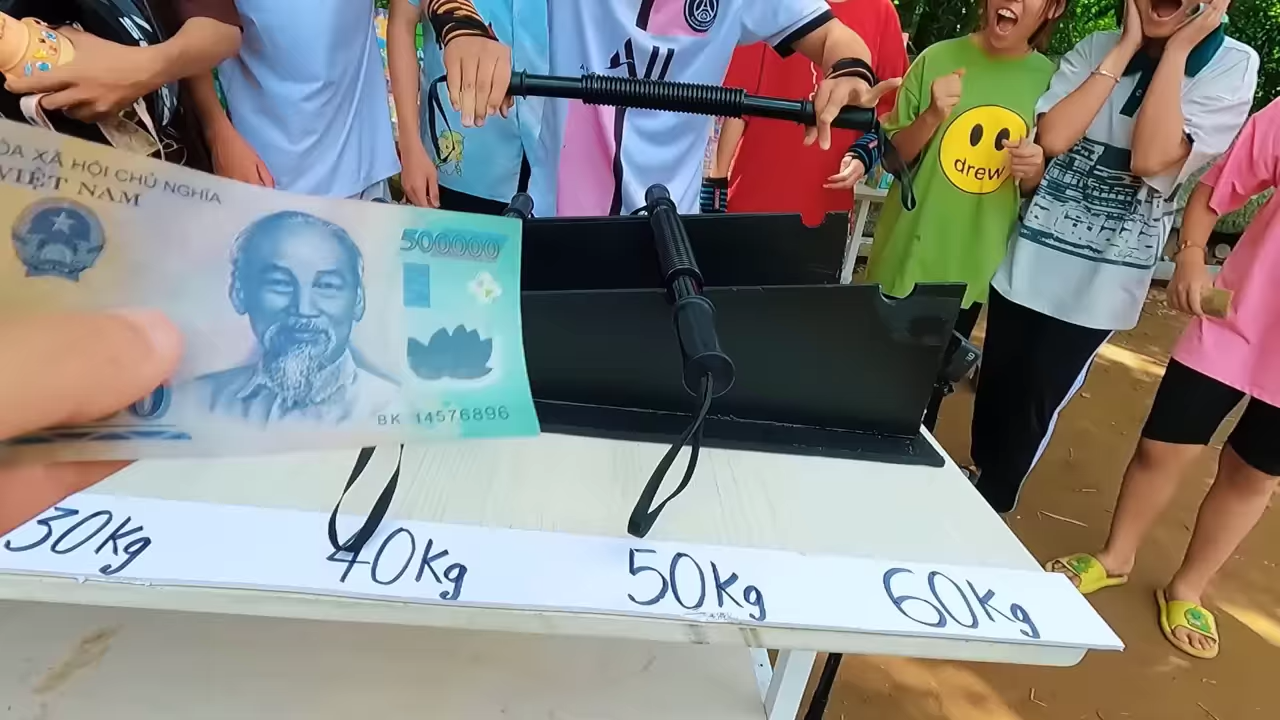 ÒA XÃ HỘI CHỦ NGHĨA
VIỆT NAM
500000
BK 14576896
drew
30Kg
40Kg
50Kg
60Kg